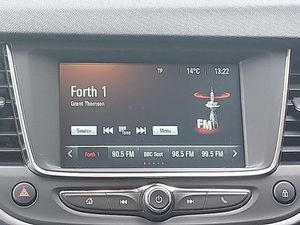 TP 14°C 13:22
Forth 1
Grant Thomson
FM
Source Menu
Forth 1 90.5 FM BBC Scot 96.5 FM 99.5 FM